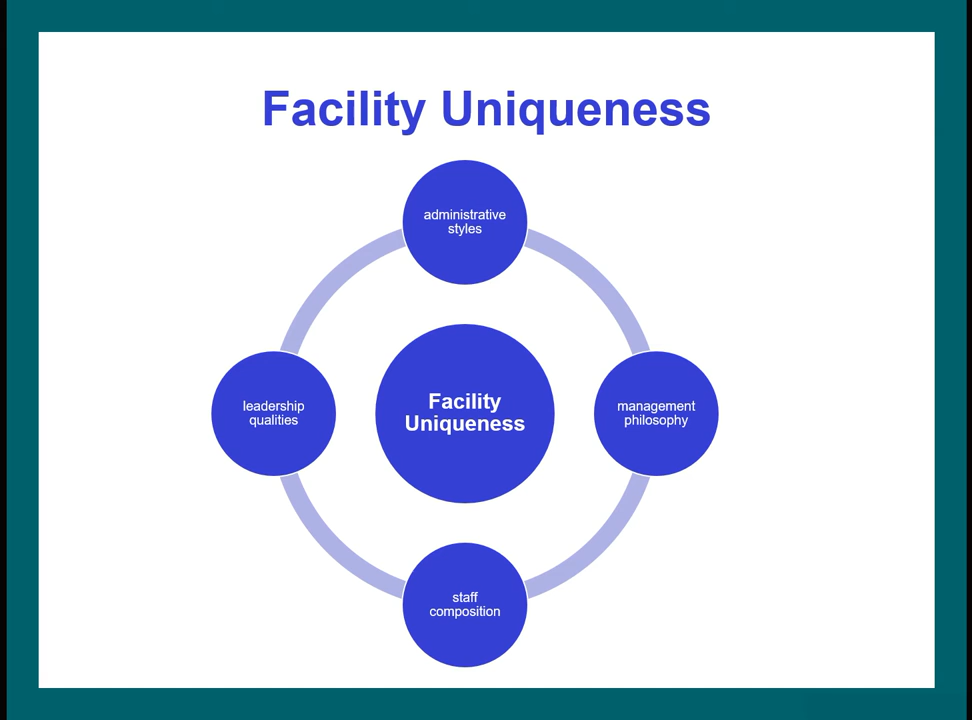 Facility Uniqueness
administrative
styles
leadership
qualities
Facility
Uniqueness
management
philosophy
staff
composition